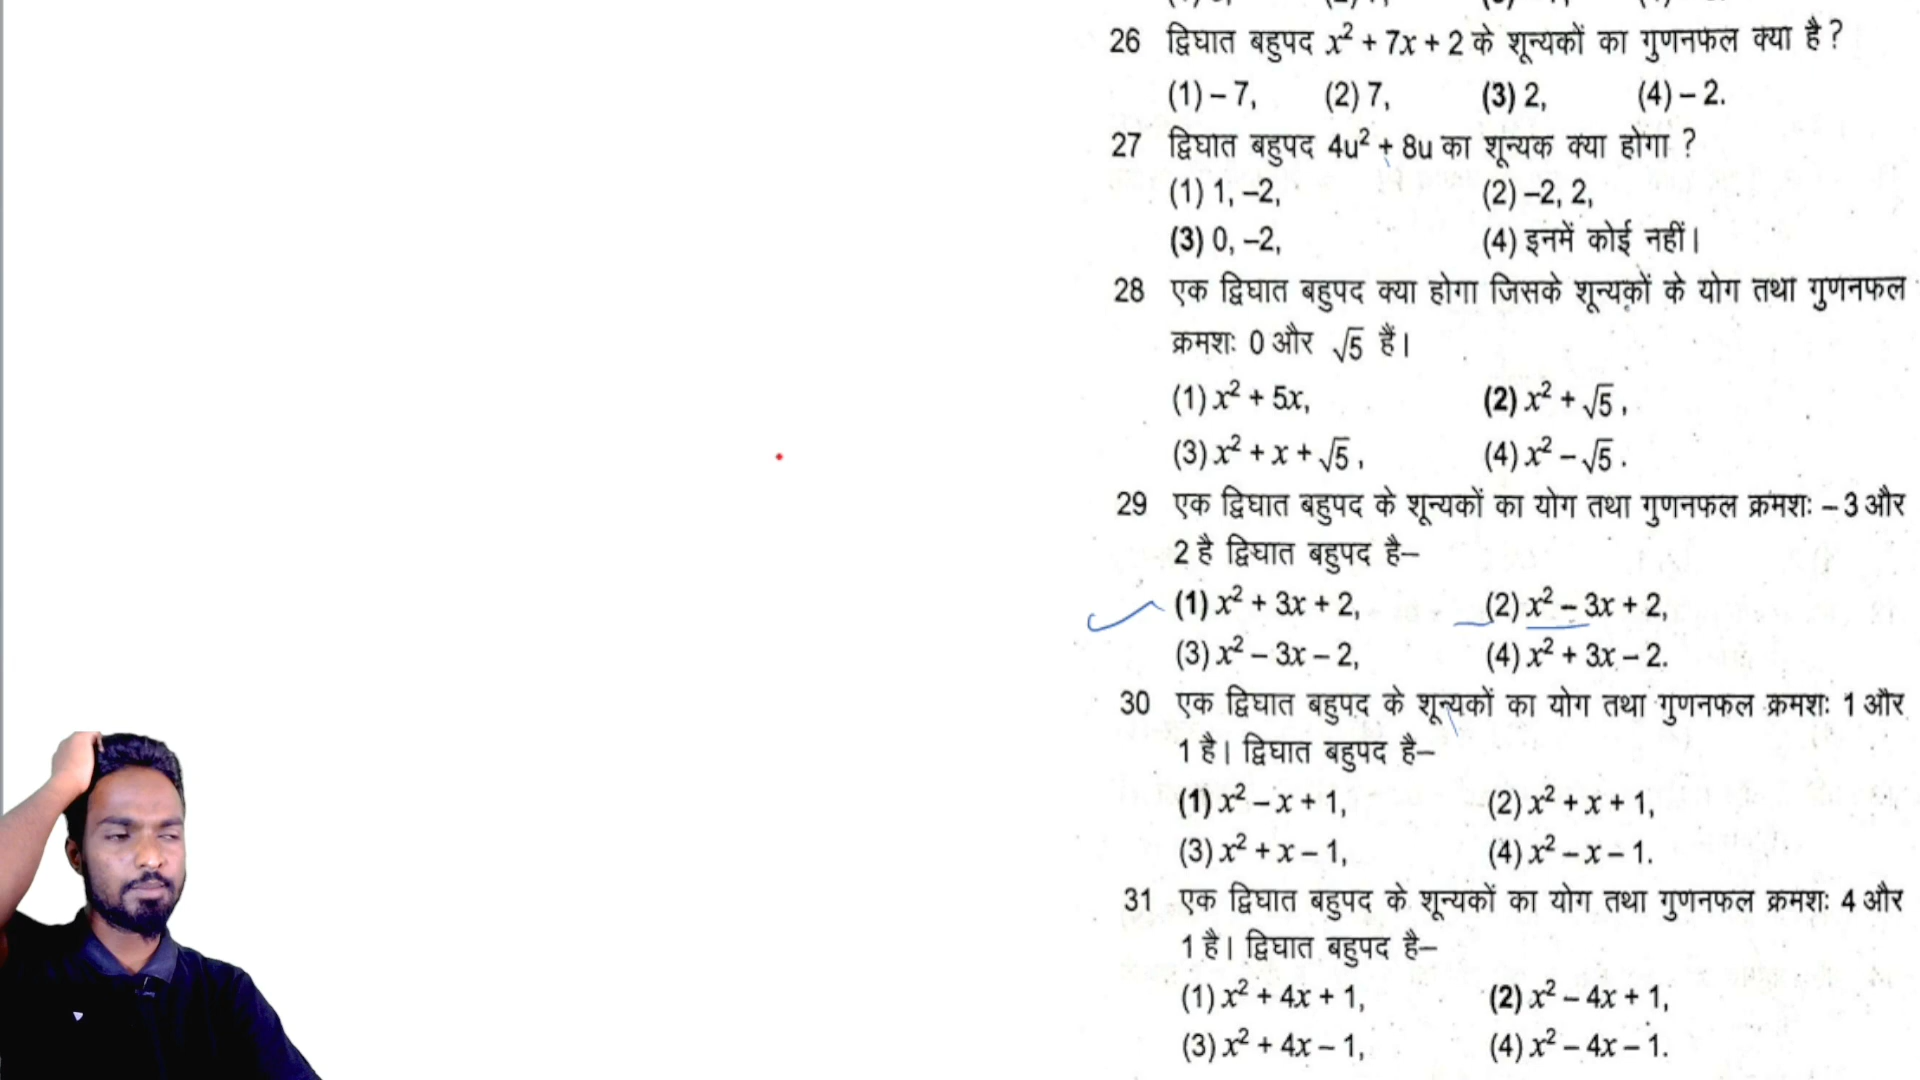 26 द्विघात बहुपद x² + 7x + 2 के शून्यकों का गुणनफल क्या है ?
(1) – 7, (2) 7, (3) 2, (4) – 2.
27 द्विघात बहुपद 4u² + 8u का शून्यक क्या होगा ?
(1) 1, –2, (2) –2, 2,
(3) 0, –2, (4) इनमें कोई नहीं।
28 एक द्विघात बहुपद क्या होगा जिसके शून्यकों के योग तथा गुणनफल
क्रमशः 0 और √5 हैं।
(1) x² + 5x, (2) x² + √5,
(3) x² + x + √5, (4) x² – √5.
29 एक द्विघात बहुपद के शून्यकों का योग तथा गुणनफल क्रमशः – 3 और
2 है द्विघात बहुपद है–
(1) x² + 3x + 2, (2) x² – 3x + 2,
(3) x² – 3x – 2, (4) x² + 3x – 2.
30 एक द्विघात बहुपद के शून्यकों का योग तथा गुणनफल क्रमशः 1 और
1 है। द्विघात बहुपद है–
(1) x² – x + 1, (2) x² + x + 1,
(3) x² + x – 1, (4) x² – x – 1.
31 एक द्विघात बहुपद के शून्यकों का योग तथा गुणनफल क्रमशः 4 और
1 है। द्विघात बहुपद है–
(1) x² + 4x + 1, (2) x² – 4x + 1,
(3) x² + 4x – 1, (4) x² – 4x – 1.